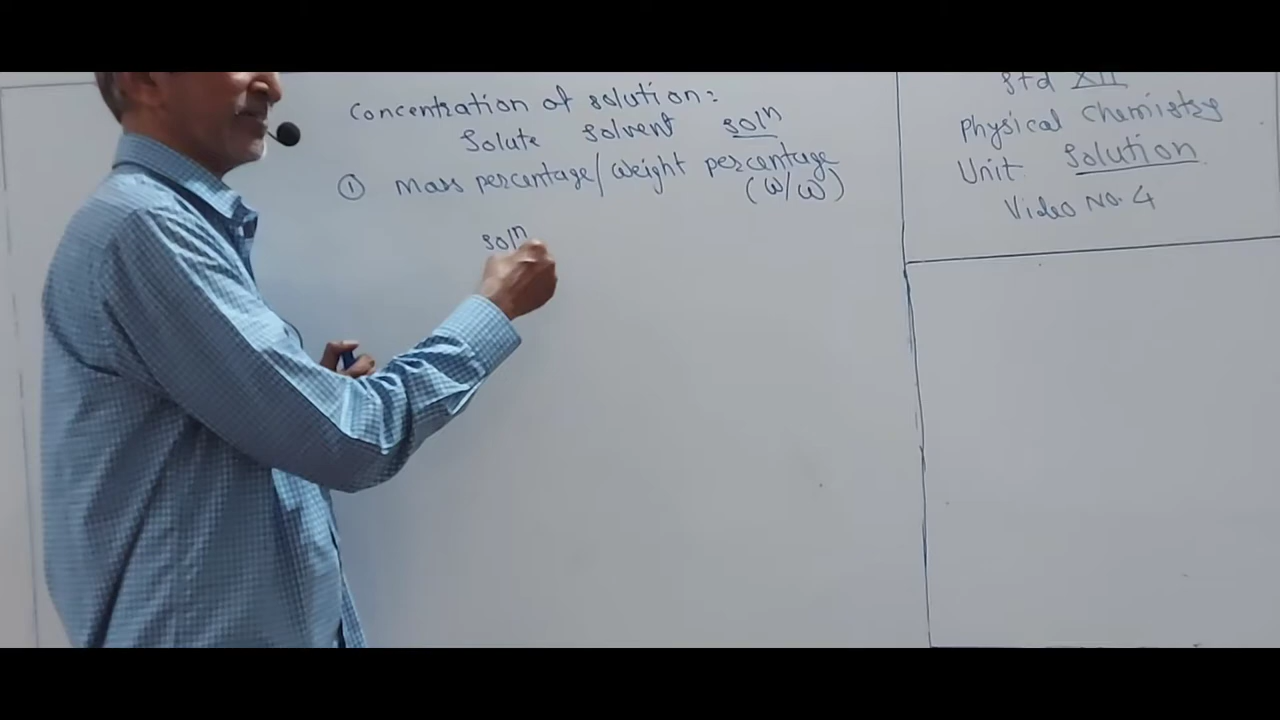 Concentration of solution:
Solute solvent solⁿ
① Mass percentage/Weight percentage
(W/W)
solⁿ
Std XII
Physical Chemistry
Unit Solution
Video No. 4